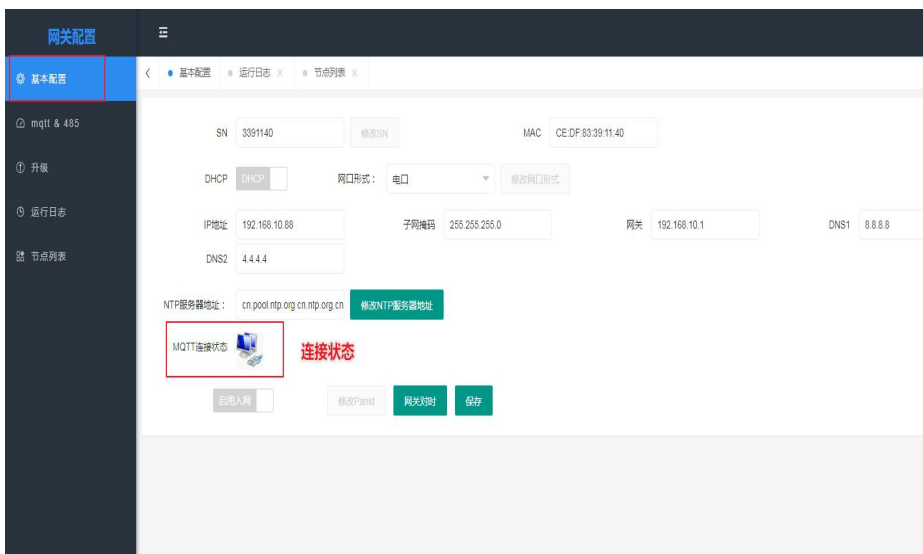 网关配置
基本配置
mqtt & 485
升级
运行日志
节点列表
基本配置 运行日志 节点列表
SN 3391140 修改SN MAC CE:DF:83:39:11:40
DHCP DHCP 网口形式： 电口 修改网口形式
IP地址 192.168.10.88 子网掩码 255.255.255.0 网关 192.168.10.1 DNS1 8.8.8.8
DNS2 4.4.4.4
NTP服务器地址： cn.pool.ntp.org cn.ntp.org.cn 修改NTP服务器地址
MQTT连接状态 连接状态
启用入网 修改Panid 网关对时 保存